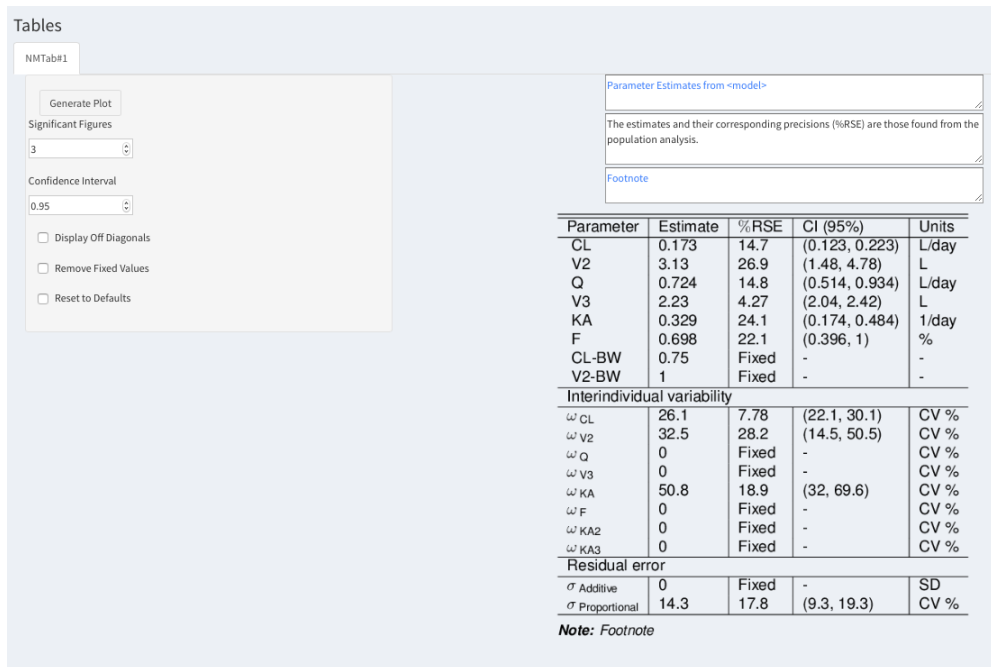 Tables
NMTab#1
Generate Plot
Significant Figures
3
Confidence Interval
0.95
Display Off Diagonals
Remove Fixed Values
Reset to Defaults
Parameter Estimates from <model>
The estimates and their corresponding precisions (%RSE) are those found from the
population analysis.
Footnote
Parameter Estimate %RSE CI (95%) Units
CL 0.173 14.7 (0.123, 0.223) L/day
V2 3.13 26.9 (1.48, 4.78) L
Q 0.724 14.8 (0.514, 0.934) L/day
V3 2.23 4.27 (2.04, 2.42) L
KA 0.329 24.1 (0.174, 0.484) 1/day
F 0.698 22.1 (0.396, 1) %
CL-BW 0.75 Fixed - -
V2-BW 1 Fixed - -
Interindividual variability
ω CL 26.1 7.78 (22.1, 30.1) CV %
ω V2 32.5 28.2 (14.5, 50.5) CV %
ω Q 0 Fixed - CV %
ω V3 0 Fixed - CV %
ω KA 50.8 18.9 (32, 69.6) CV %
ω F 0 Fixed - CV %
ω KA2 0 Fixed - CV %
ω KA3 0 Fixed - CV %
Residual error
σ Additive 0 Fixed - SD
σ Proportional 14.3 17.8 (9.3, 19.3) CV %
Note: Footnote